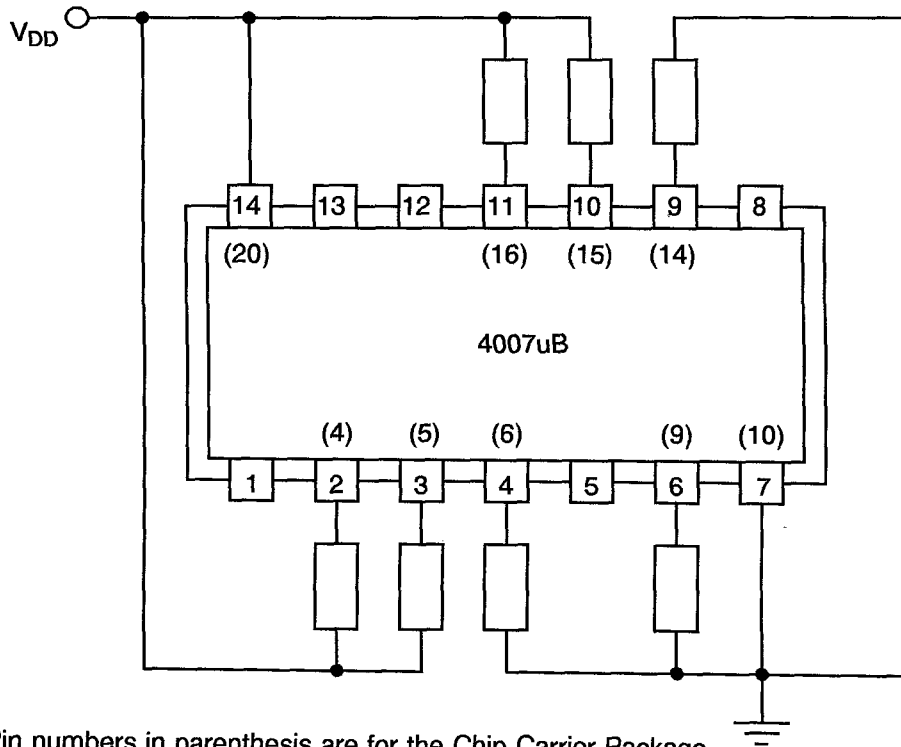 V_DD
14 13 12 11 10 9 8
(20) (16) (15) (14)
4007uB
(4) (5) (6) (9) (10)
1 2 3 4 5 6 7
Pin numbers in parenthesis are for the Chip Carrier Package